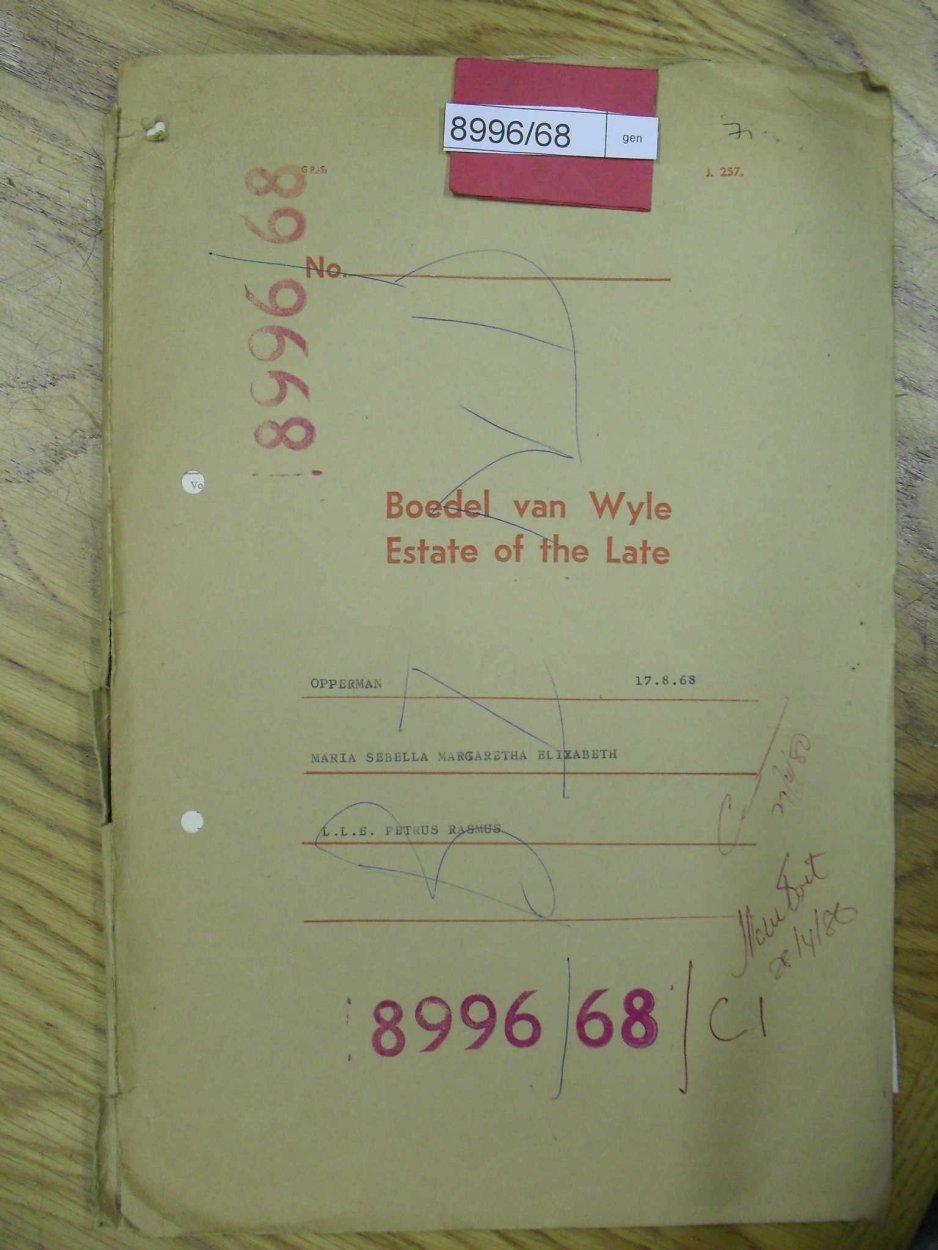 8996/68 gen
G.P.-S.
J. 257.
8996 68
No.
Vo
Boedel van Wyle
Estate of the Late
OPPERMAN 17.8.68
MARIA SEBELLA MARGARETHA ELIZABETH
L.L.E. PETRUS RASMUS
8996/68/C1